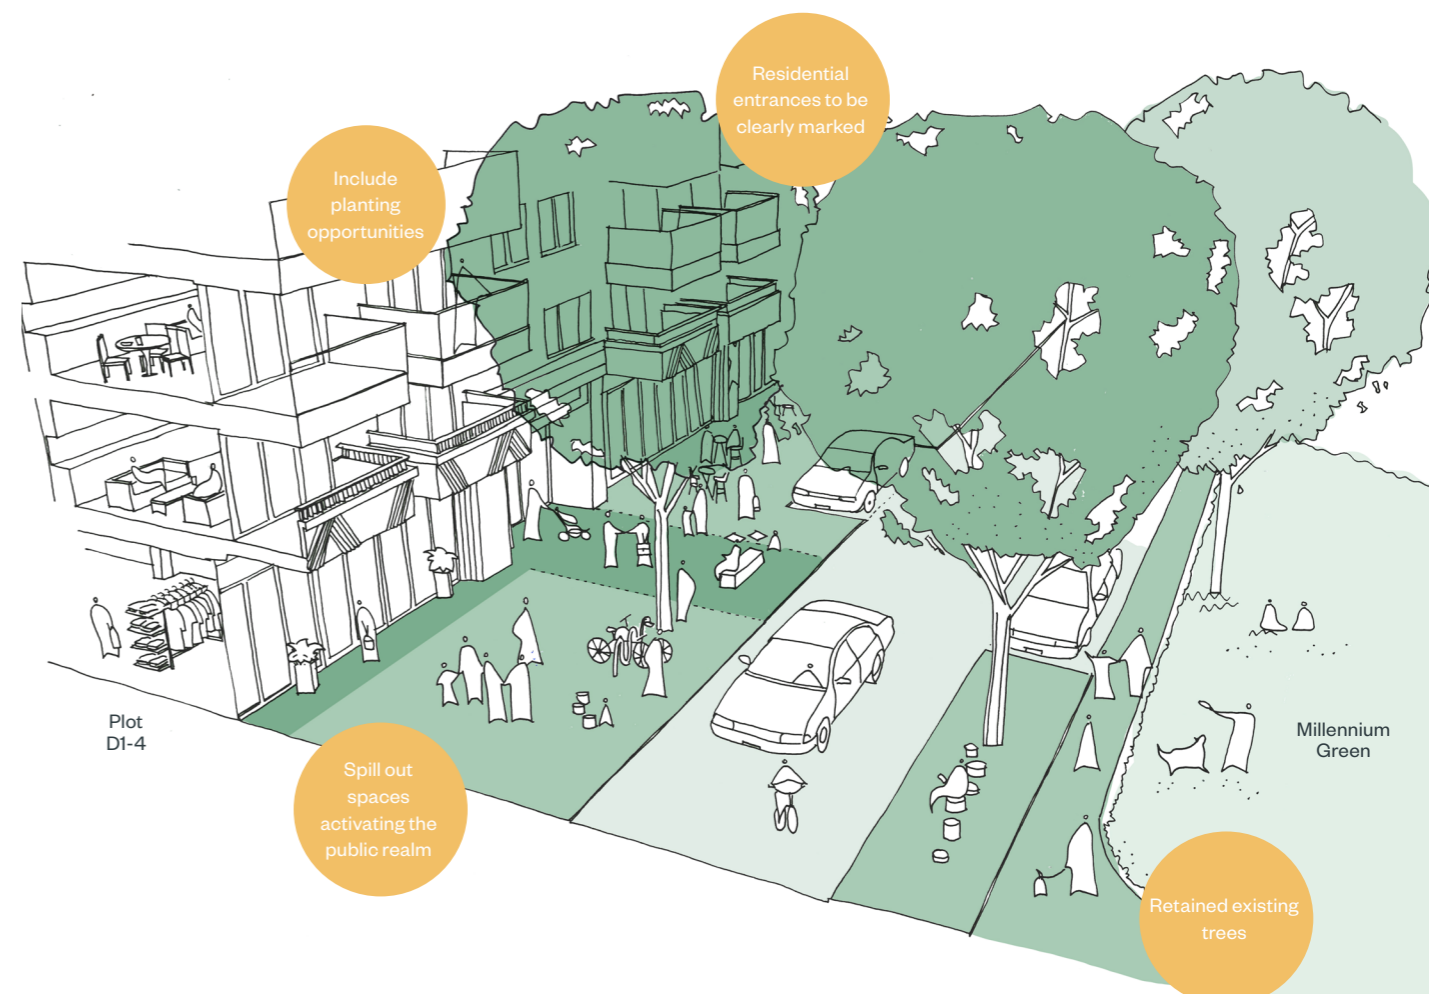 Residential
entrances to be
clearly marked
Include
planting
opportunities
Plot
D1-4
Millennium
Green
Spill out
spaces
activating the
public realm
Retained existing
trees